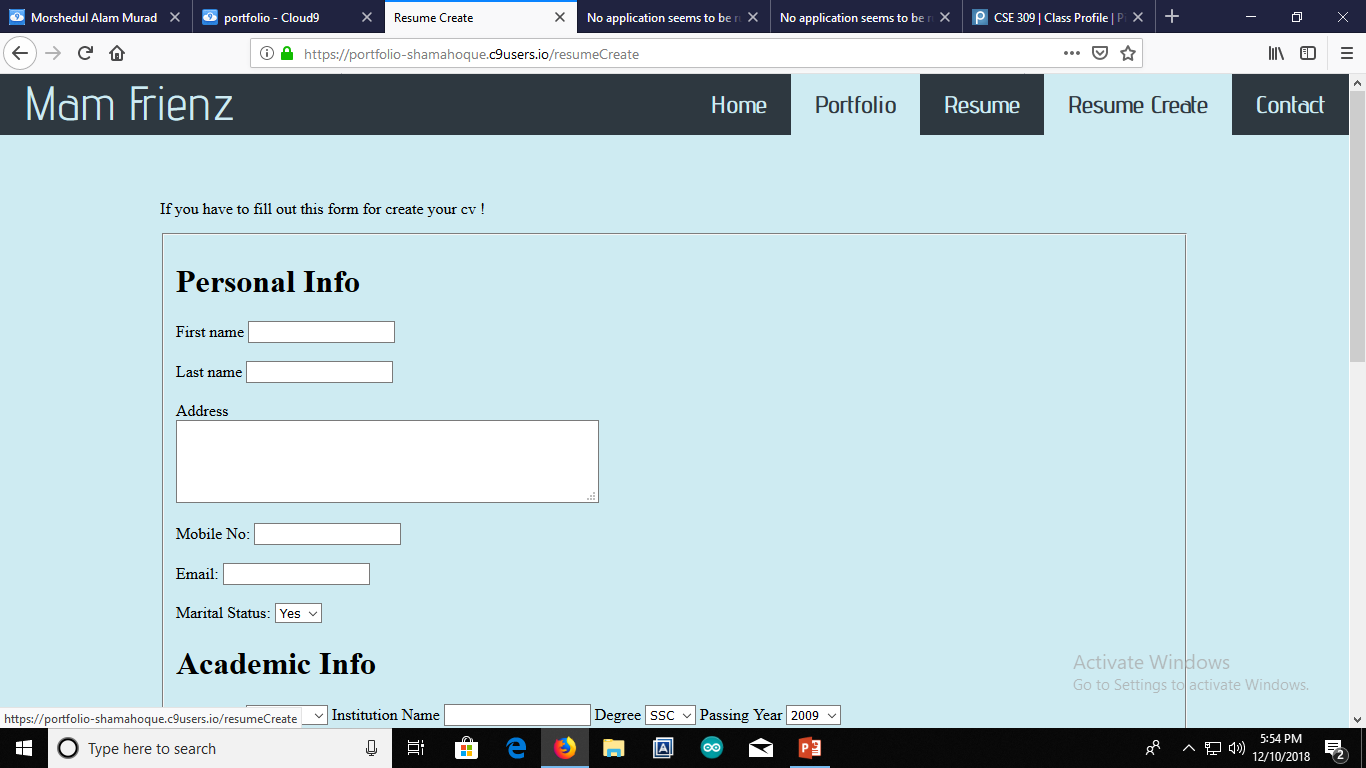 Morshedul Alam Murad
portfolio - Cloud9
Resume Create
No application seems to be r
No application seems to be r
CSE 309 | Class Profile | P
https://portfolio-shamahoque.c9users.io/resumeCreate
Mam Frienz
Home
Portfolio
Resume
Resume Create
Contact
If you have to fill out this form for create your cv !
Personal Info
First name
Last name
Address
Mobile No:
Email:
Marital Status: Yes
Academic Info
Institution Name Degree SSC Passing Year 2009
Activate Windows
Go to Settings to activate Windows.
https://portfolio-shamahoque.c9users.io/resumeCreate
Type here to search
5:54 PM
12/10/2018
2